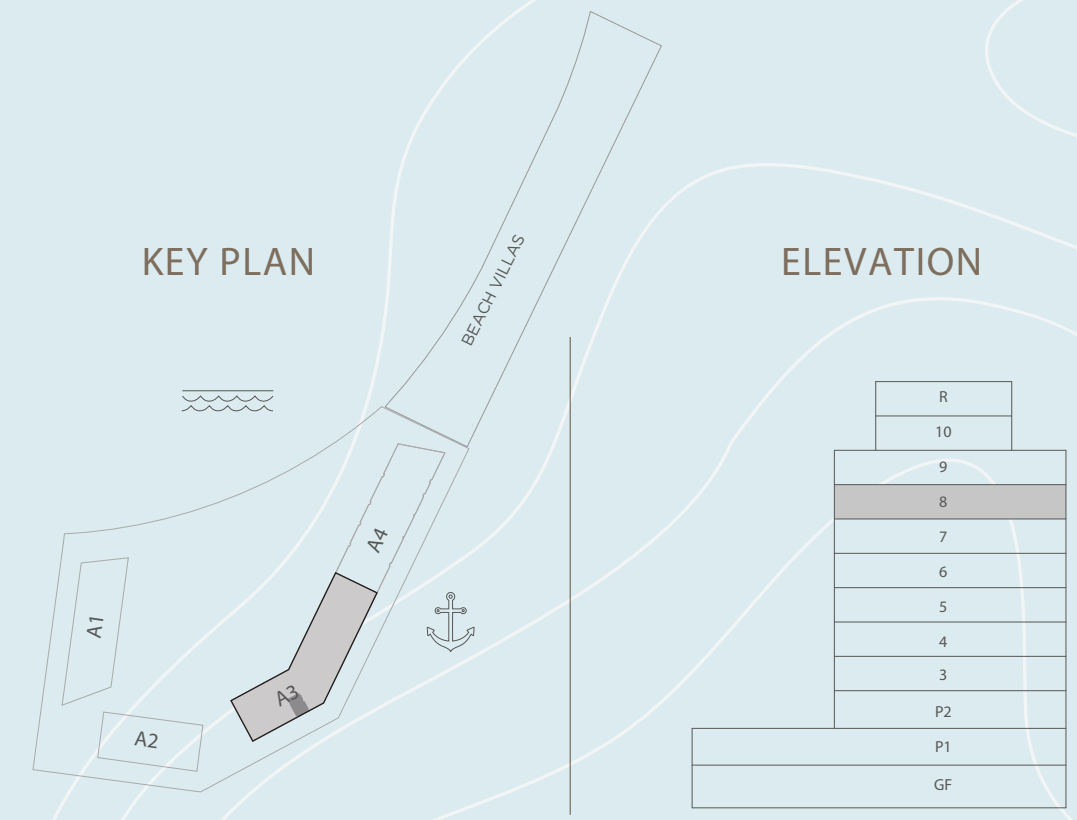 KEY PLAN
BEACH VILLAS
A4
A1
A3
A2
ELEVATION
R
10
9
8
7
6
5
4
3
P2
P1
GF